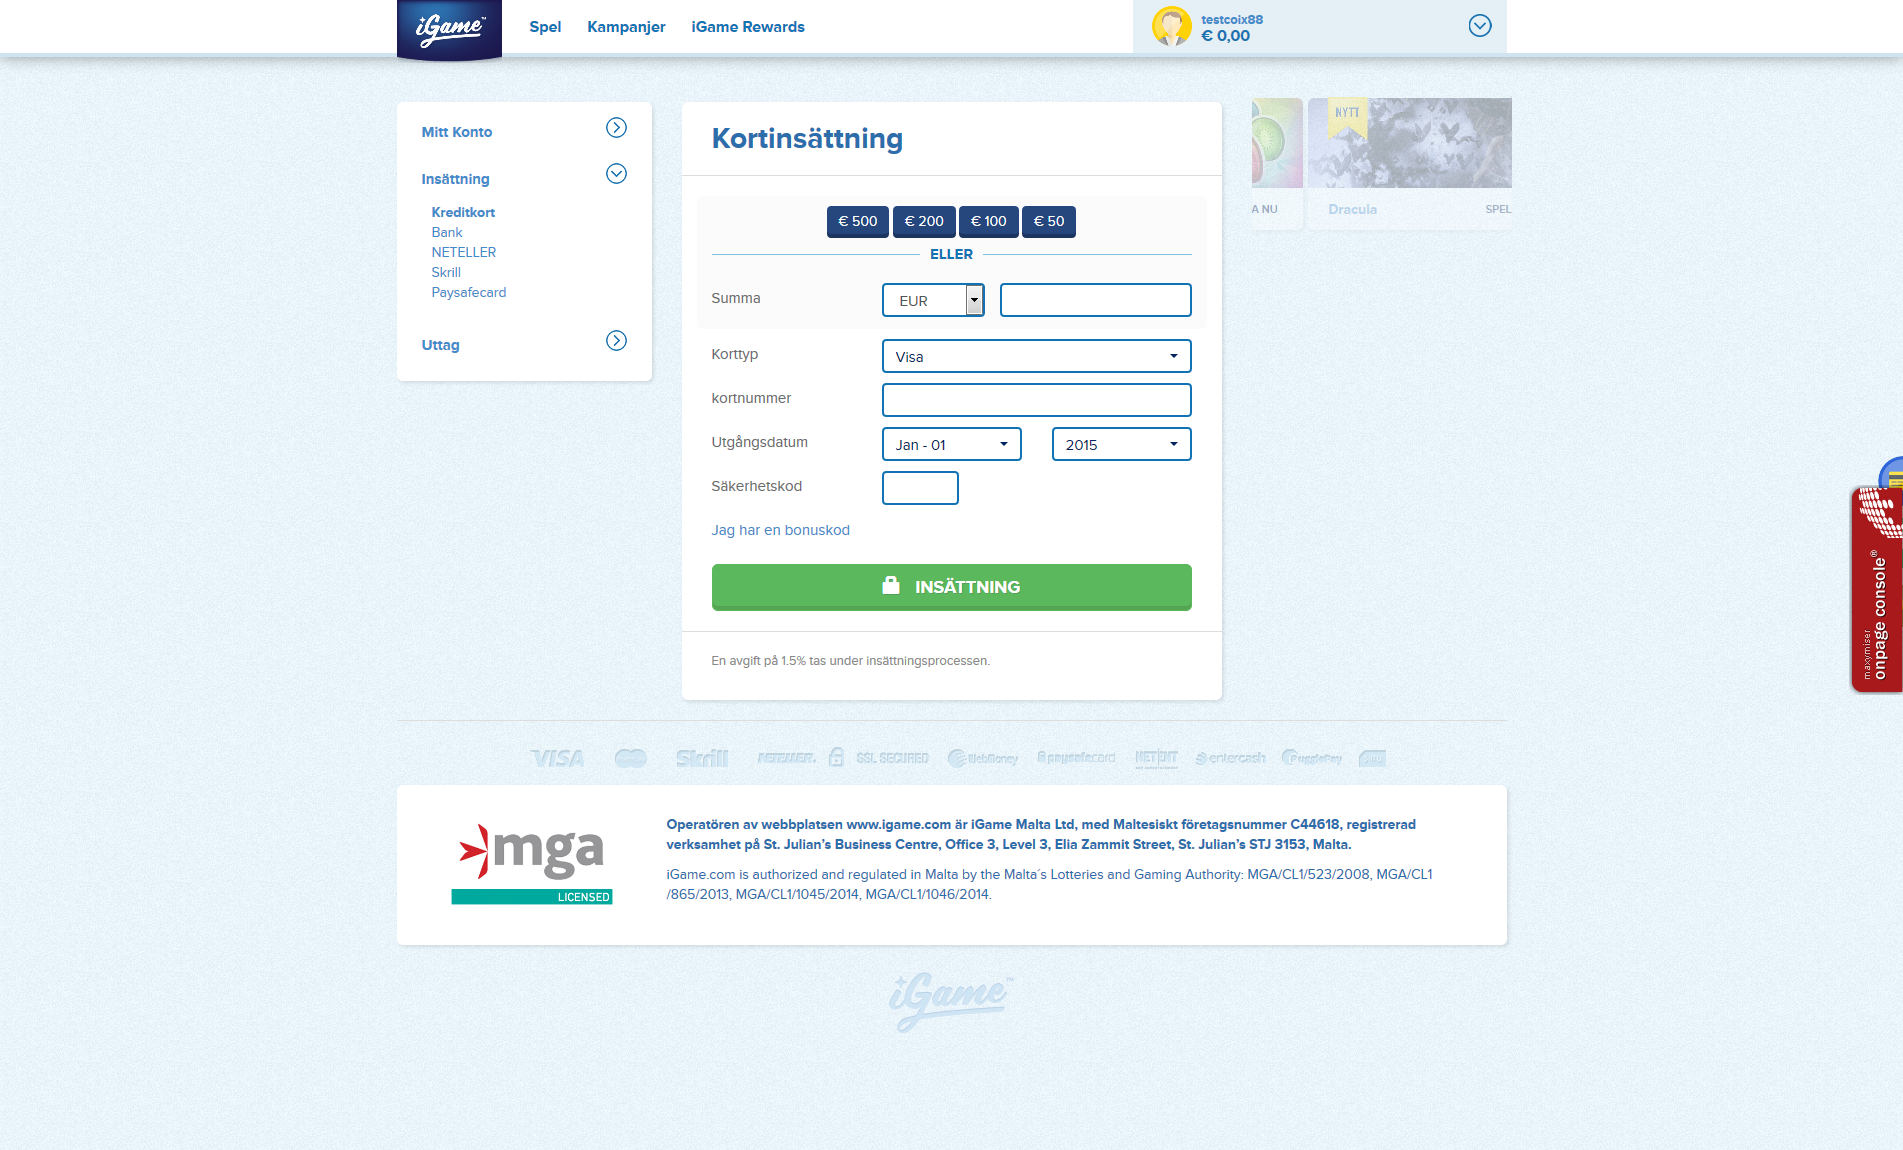 iGame™
Spel
Kampanjer
iGame Rewards
testcoix88
€ 0,00
Mitt Konto
Insättning
Kreditkort
Bank
NETELLER
Skrill
Paysafecard
Uttag
Kortinsättning
€ 500
€ 200
€ 100
€ 50
ELLER
Summa
EUR
Korttyp
Visa
kortnummer
Utgångsdatum
Jan - 01
2015
Säkerhetskod
Jag har en bonuskod
INSÄTTNING
En avgift på 1.5% tas under insättningsprocessen.
NYTT
A NU
Dracula
SPEL
maxymiser
onpage console®
VISA
Skrill
NETELLER
SSL SECURED
WebMoney
paysafecard
NETENT
entercash
mga
LICENSED
Operatören av webbplatsen www.igame.com är iGame Malta Ltd, med Maltesiskt företagsnummer C44618, registrerad
verksamhet på St. Julian’s Business Centre, Office 3, Level 3, Elia Zammit Street, St. Julian’s STJ 3153, Malta.
iGame.com is authorized and regulated in Malta by the Malta´s Lotteries and Gaming Authority: MGA/CL1/523/2008, MGA/CL1
/865/2013, MGA/CL1/1045/2014, MGA/CL1/1046/2014.
iGame™